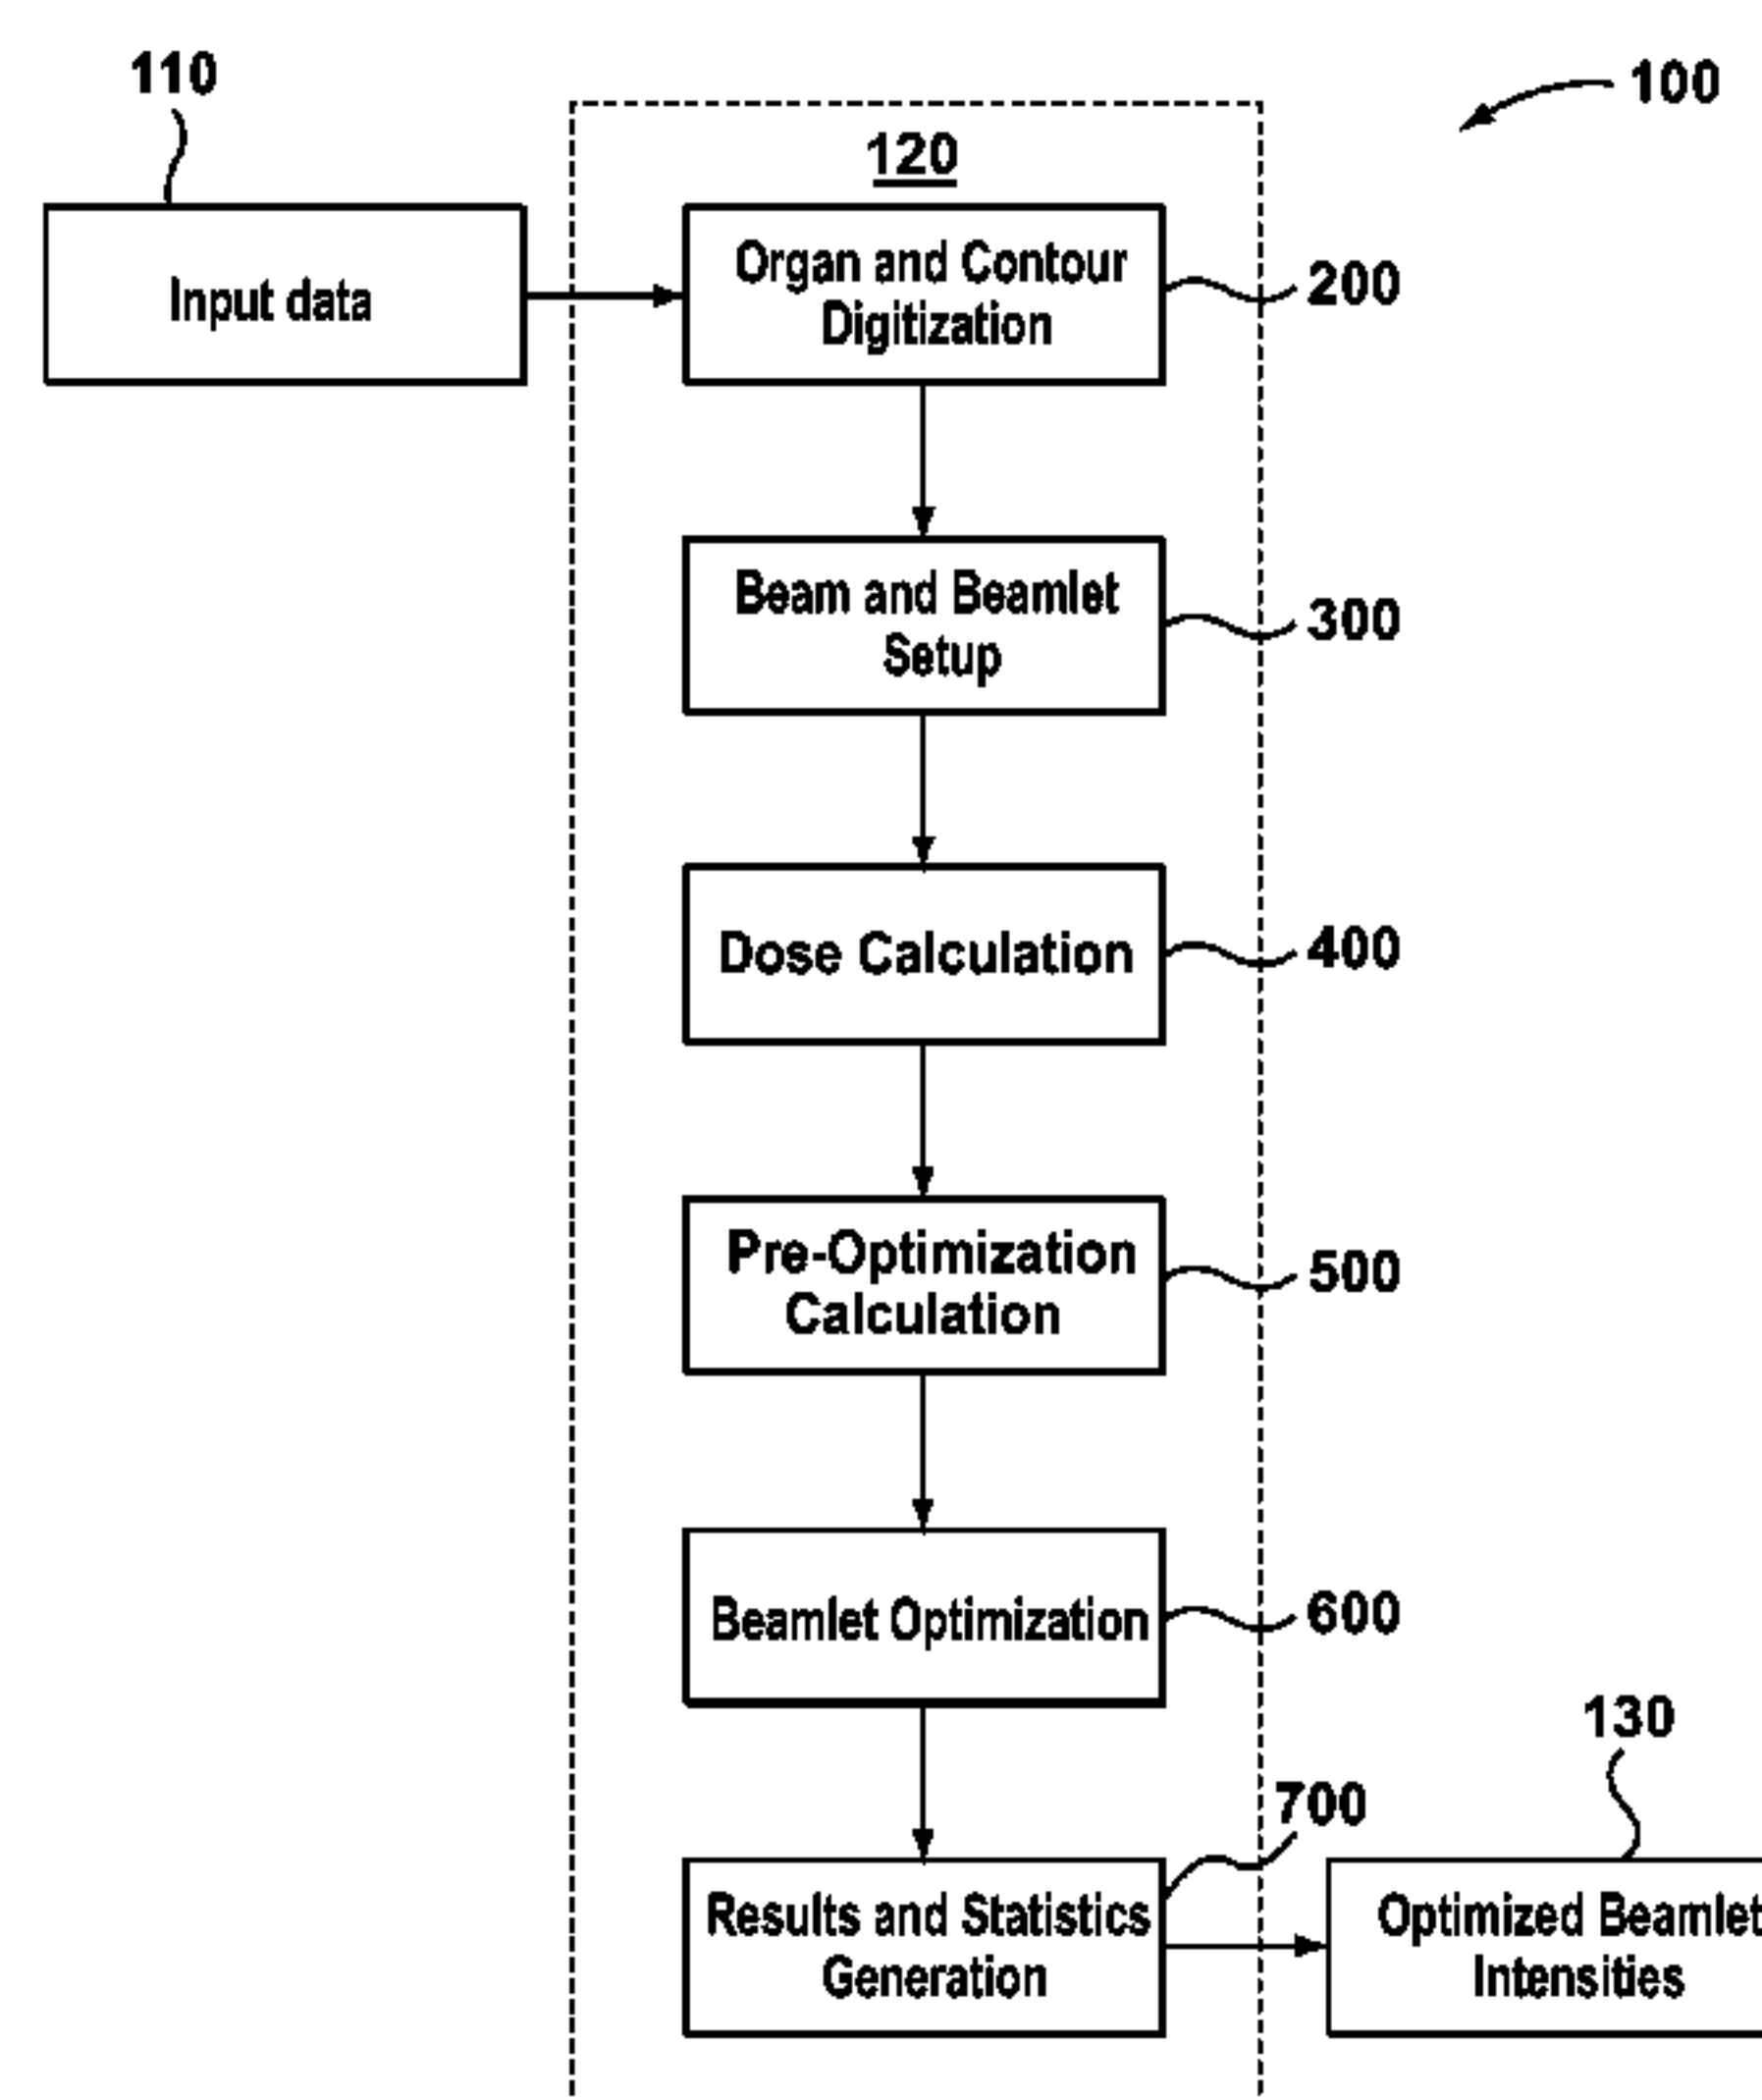 110
100
120
Input data
Organ and Contour
Digitization
200
Beam and Beamlet
Setup
300
Dose Calculation
400
Pre-Optimization
Calculation
500
Beamlet Optimization
600
130
700
Results and Statistics
Generation
Optimized Beamlet
Intensities